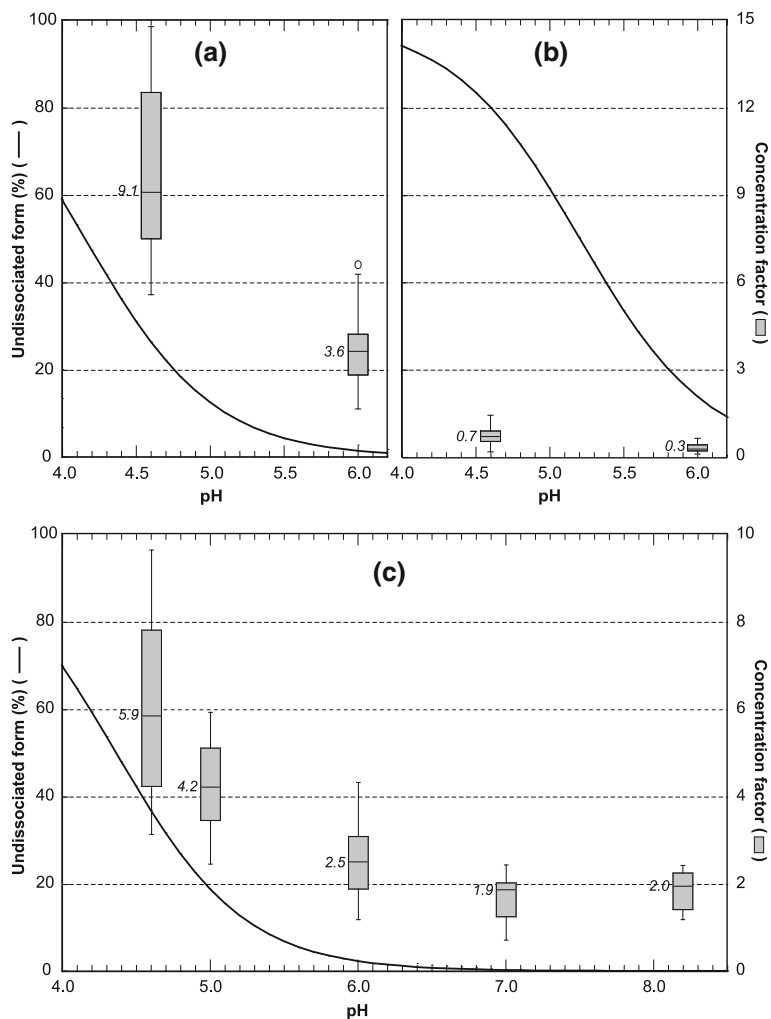 (a)
(b)
Undissociated form (%) ( — )
100
80
60
40
20
0
9.1
3.6
4.0 4.5 5.0 5.5 6.0
pH
0.7
0.3
4.0 4.5 5.0 5.5 6.0
pH
15
12
9
6
3
0
Concentration factor ( )
(c)
Undissociated form (%) ( — )
100
80
60
40
20
0
5.9
4.2
2.5
1.9
2.0
4.0 5.0 6.0 7.0 8.0
pH
10
8
6
4
2
0
Concentration factor ( )